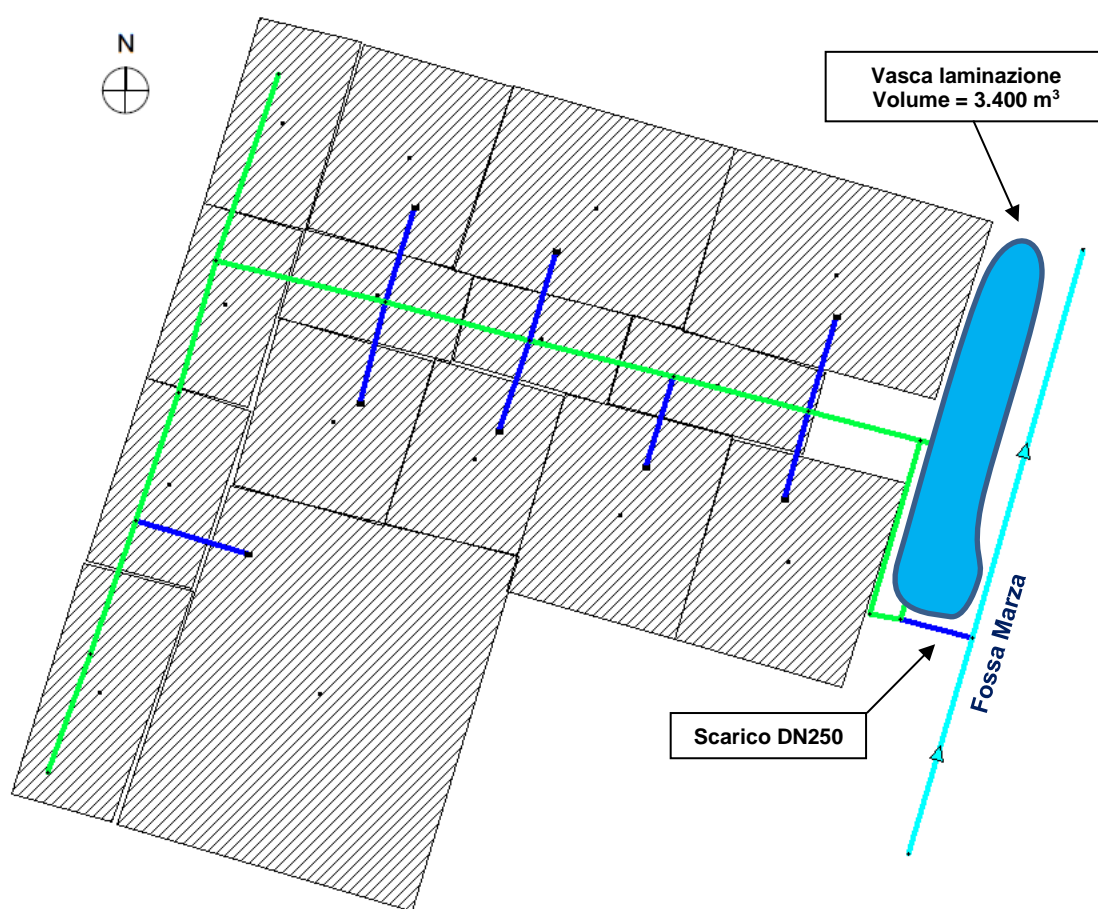 N
Vasca laminazione
Volume = 3.400 m³
Fossa Marza
Scarico DN250